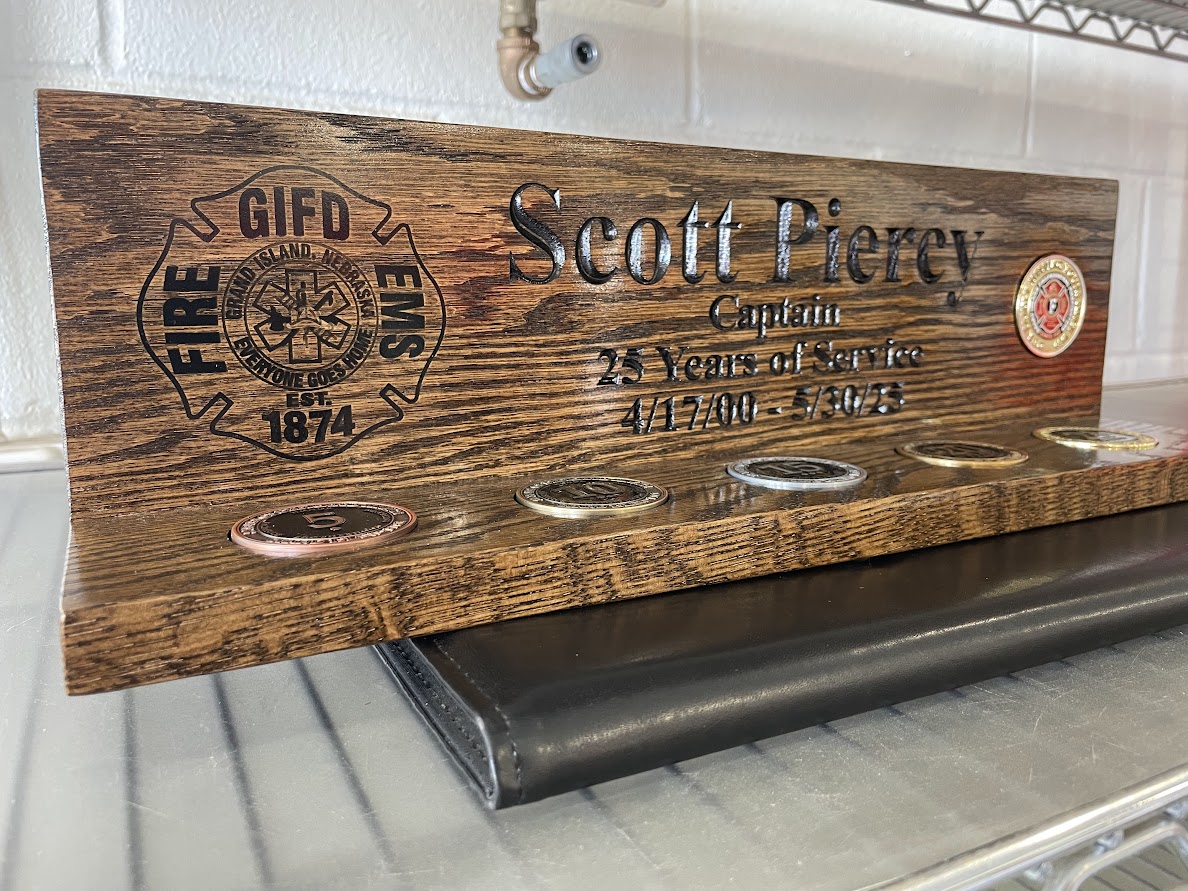 GIFD
FIRE
EMS
GRAND ISLAND, NEBRASKA
EVERYONE GOES HOME
EST.
1874
Scott Piercy
Captain
25 Years of Service
4/17/00 - 5/30/25
5
10
15